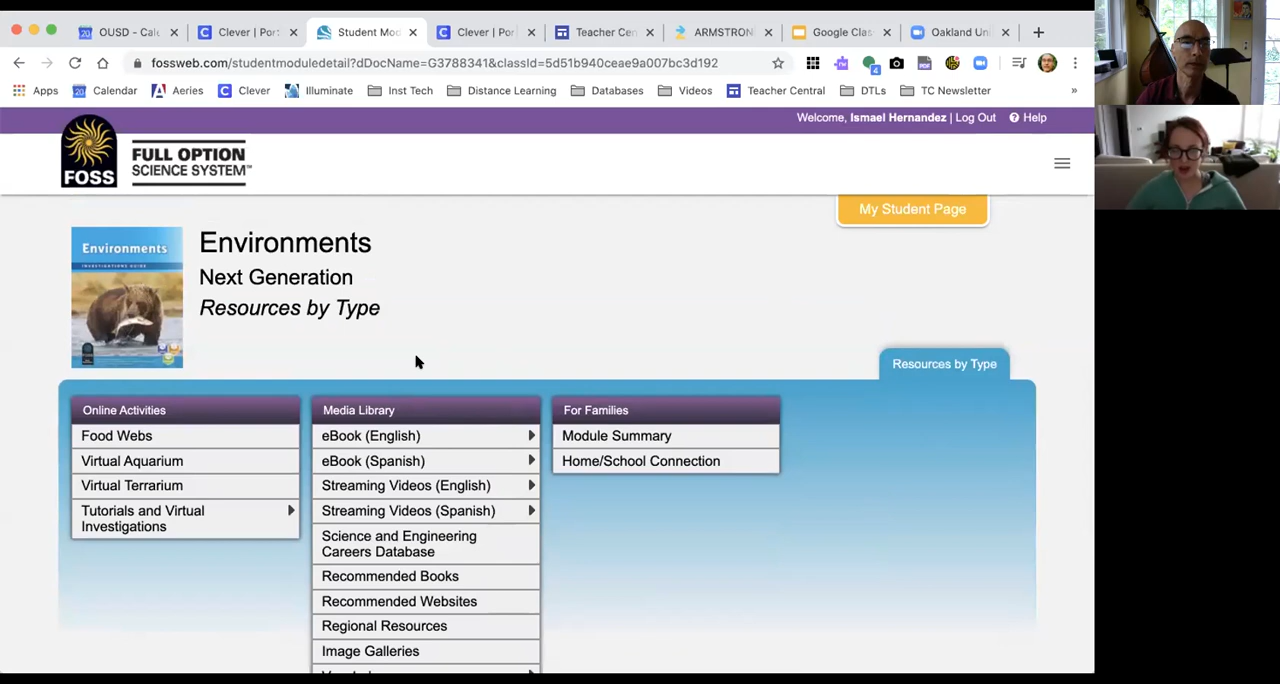 OUSD - Cale
Clever | Port
Student Mod
Clever | Por
Teacher Cen
ARMSTRON
Google Clas
Oakland Uni
fossweb.com/studentmoduledetail?dDocName=G3788341&classId=5d51b940ceae9a007bc3d192
Apps
Calendar
Aeries
Clever
Illuminate
Inst Tech
Distance Learning
Databases
Videos
Teacher Central
DTLs
TC Newsletter
»
Welcome, Ismael Hernandez | Log Out
Help
FOSS
FULL OPTION
SCIENCE SYSTEM™
My Student Page
Environments
Environments
Next Generation
Resources by Type
Resources by Type
Online Activities
Food Webs
Virtual Aquarium
Virtual Terrarium
Tutorials and Virtual
Investigations
Media Library
eBook (English)
eBook (Spanish)
Streaming Videos (English)
Streaming Videos (Spanish)
Science and Engineering
Careers Database
Recommended Books
Recommended Websites
Regional Resources
Image Galleries
For Families
Module Summary
Home/School Connection